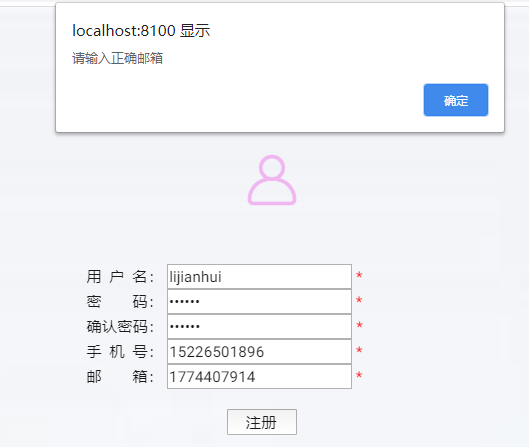 localhost:8100 显示
请输入正确邮箱
确定
用 户 名： lijianhui *
密 码： •••••• *
确认密码： •••••• *
手 机 号： 15226501896 *
邮 箱： 1774407914 *
注册